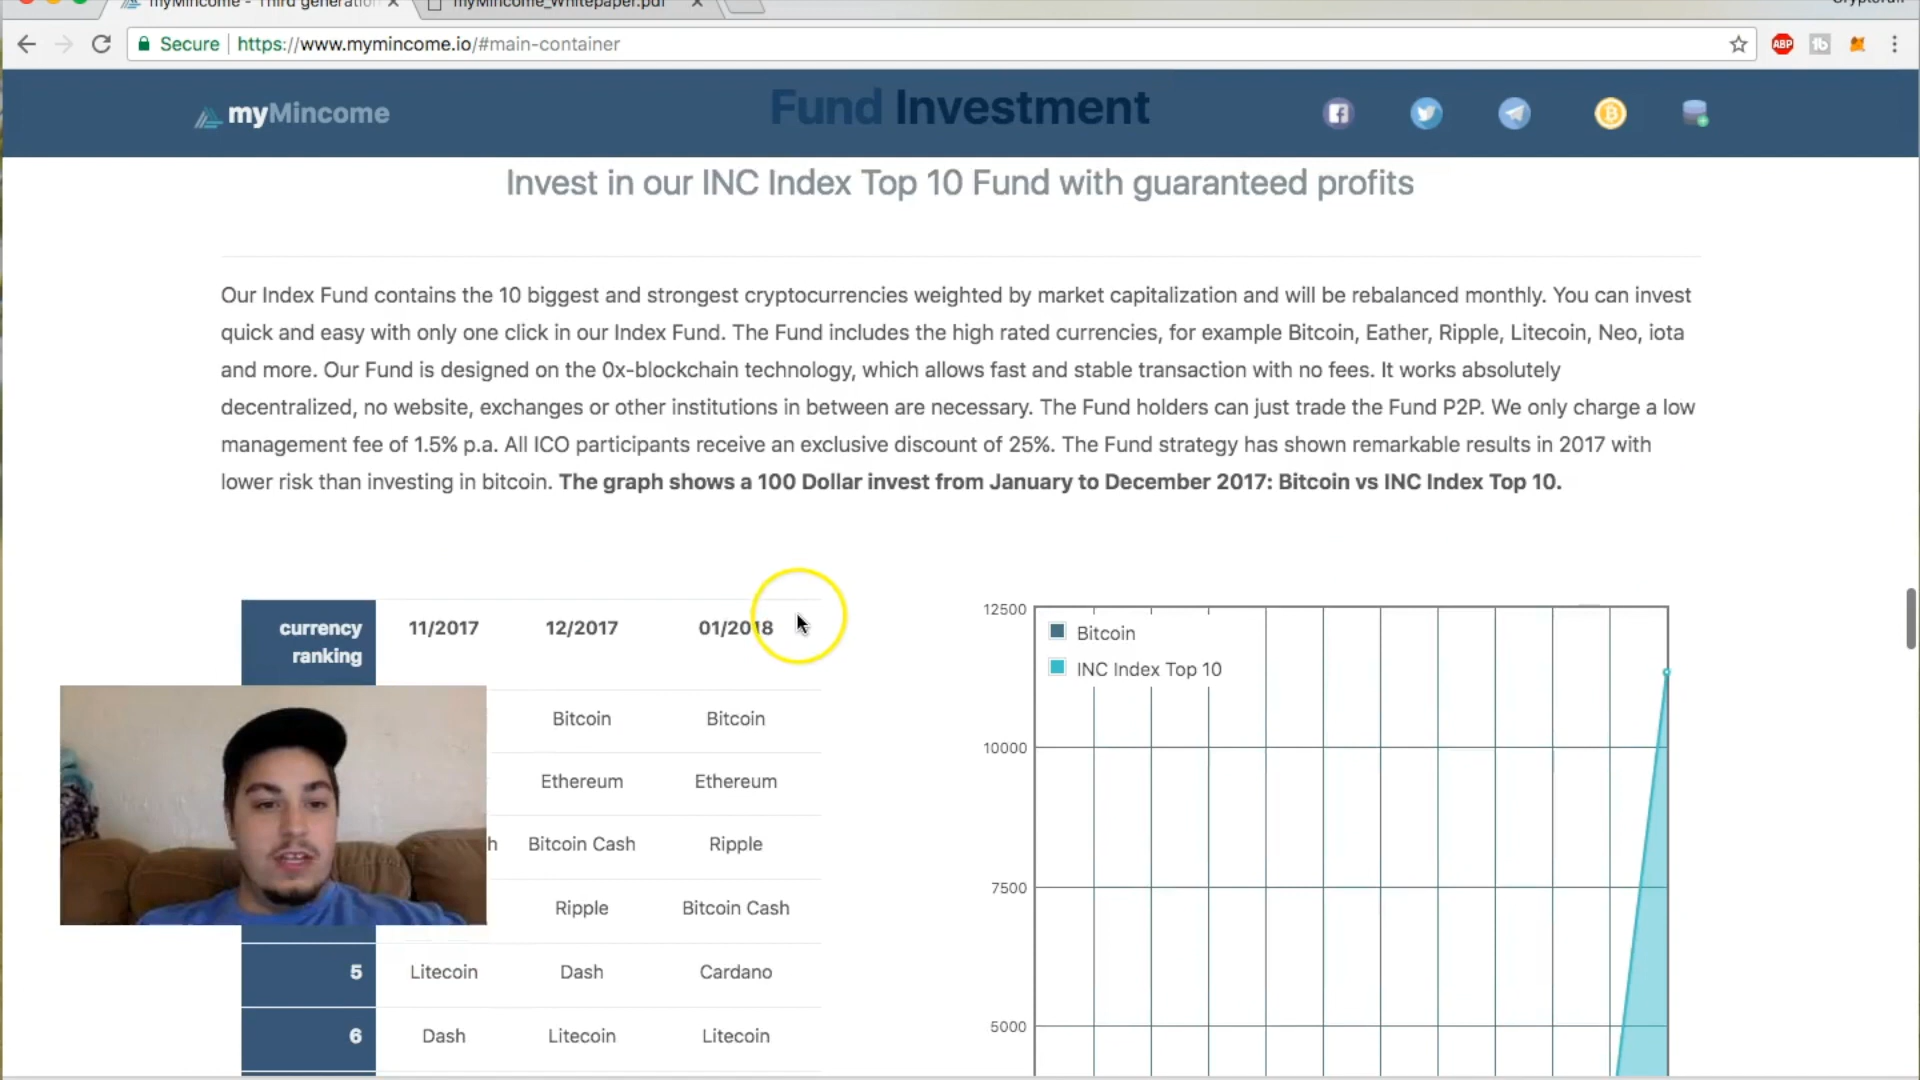 myMincome - Third generation
myMincome_Whitepaper.pdf
Secure
https://www.mymincome.io/#main-container
ABP
myMincome
Fund Investment
Invest in our INC Index Top 10 Fund with guaranteed profits
Our Index Fund contains the 10 biggest and strongest cryptocurrencies weighted by market capitalization and will be rebalanced monthly. You can invest
quick and easy with only one click in our Index Fund. The Fund includes the high rated currencies, for example Bitcoin, Eather, Ripple, Litecoin, Neo, iota
and more. Our Fund is designed on the 0x-blockchain technology, which allows fast and stable transaction with no fees. It works absolutely
decentralized, no website, exchanges or other institutions in between are necessary. The Fund holders can just trade the Fund P2P. We only charge a low
management fee of 1.5% p.a. All ICO participants receive an exclusive discount of 25%. The Fund strategy has shown remarkable results in 2017 with
lower risk than investing in bitcoin. The graph shows a 100 Dollar invest from January to December 2017: Bitcoin vs INC Index Top 10.
currency ranking 11/2017 12/2017 01/2018
Bitcoin Bitcoin
Ethereum Ethereum
h Bitcoin Cash Ripple
Ripple Bitcoin Cash
5 Litecoin Dash Cardano
6 Dash Litecoin Litecoin
12500
Bitcoin
INC Index Top 10
10000
7500
5000